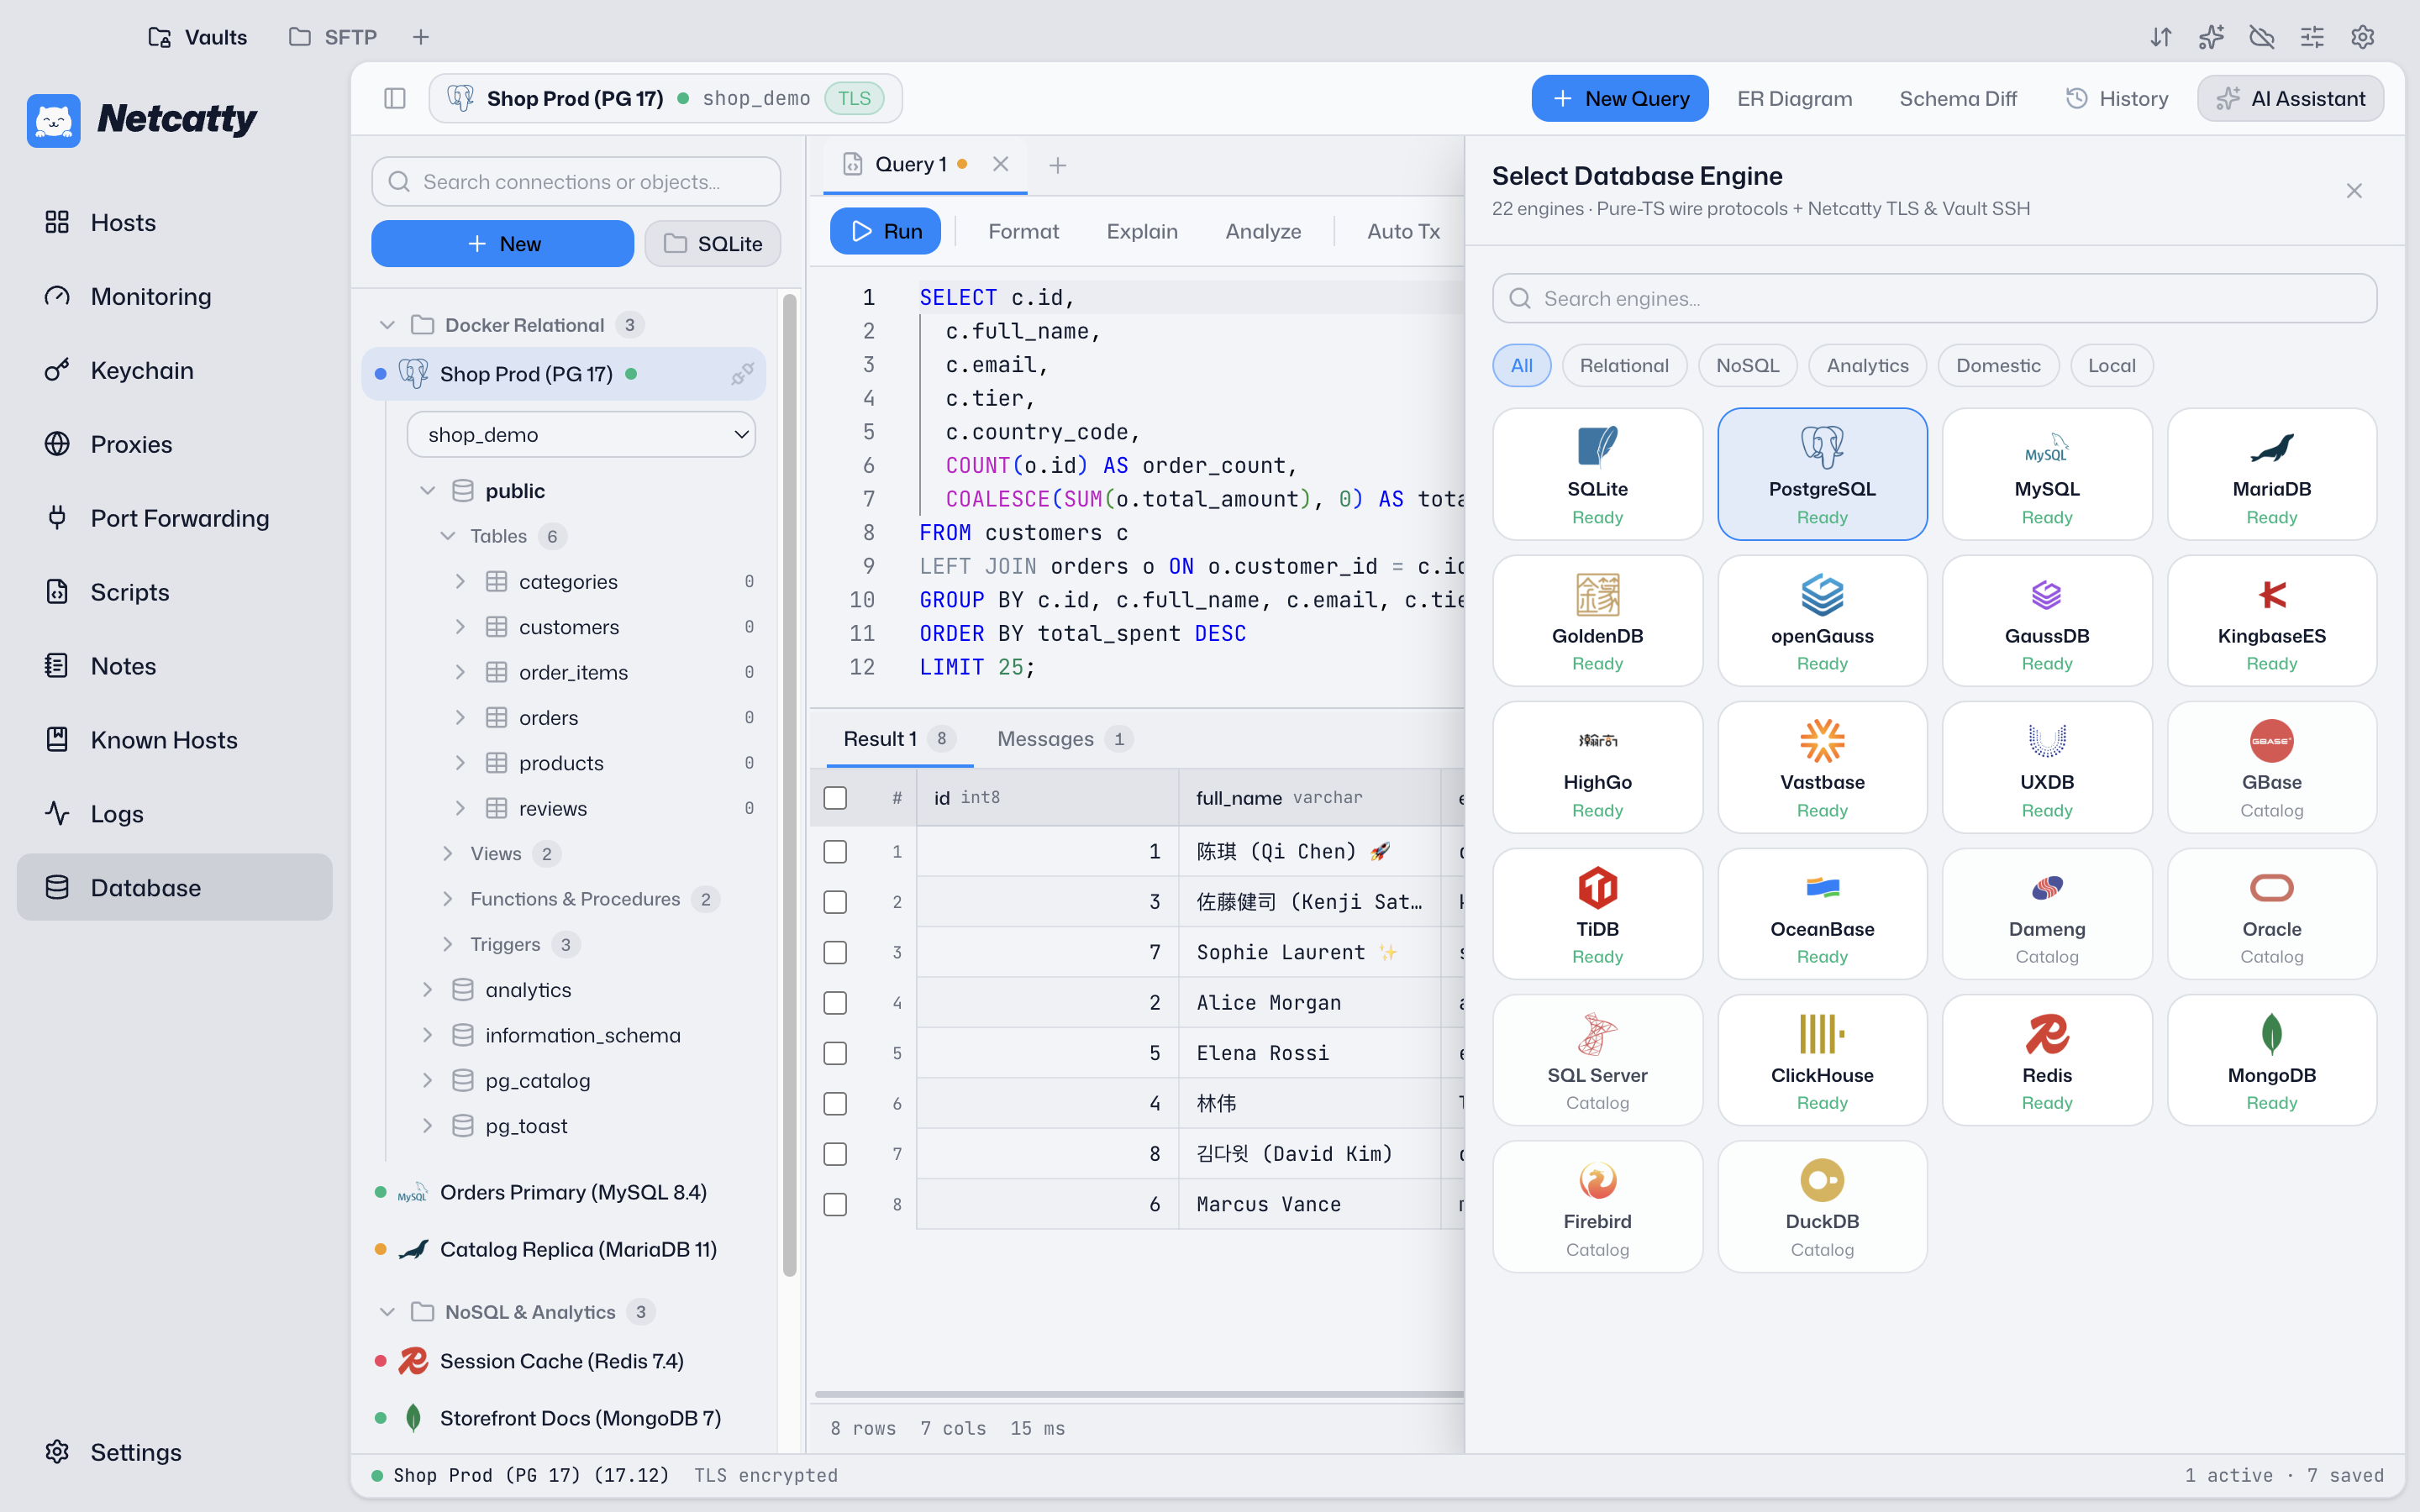 Vaults
SFTP
Netcatty
Hosts
Monitoring
Keychain
Proxies
Port Forwarding
Scripts
Notes
Known Hosts
Logs
Database
Settings
Shop Prod (PG 17) shop_demo TLS
New Query
ER Diagram
Schema Diff
History
AI Assistant
Search connections or objects...
New
SQLite
Docker Relational 3
Shop Prod (PG 17)
shop_demo
public
Tables 6
categories 0
customers 0
order_items 0
orders 0
products 0
reviews 0
Views 2
Functions & Procedures 2
Triggers 3
analytics
information_schema
pg_catalog
pg_toast
MySQL Orders Primary (MySQL 8.4)
Catalog Replica (MariaDB 11)
NoSQL & Analytics 3
Session Cache (Redis 7.4)
Storefront Docs (MongoDB 7)
Query 1
Run
Format
Explain
Analyze
Auto Tx
1 SELECT c.id,
2 c.full_name,
3 c.email,
4 c.tier,
5 c.country_code,
6 COUNT(o.id) AS order_count,
7 COALESCE(SUM(o.total_amount), 0) AS tota
8 FROM customers c
9 LEFT JOIN orders o ON o.customer_id = c.id
10 GROUP BY c.id, c.full_name, c.email, c.tie
11 ORDER BY total_spent DESC
12 LIMIT 25;
Result 1 8
Messages 1
# id int8 full_name varchar
1 1 陈琪 (Qi Chen) 🚀
2 3 佐藤健司 (Kenji Sat…
3 7 Sophie Laurent ✨
4 2 Alice Morgan
5 5 Elena Rossi
6 4 林伟
7 8 김다윗 (David Kim)
8 6 Marcus Vance
8 rows 7 cols 15 ms
Select Database Engine
22 engines · Pure-TS wire protocols + Netcatty TLS & Vault SSH
Search engines...
All
Relational
NoSQL
Analytics
Domestic
Local
SQLite
Ready
PostgreSQL
Ready
MySQL
MySQL
Ready
MariaDB
Ready
金篆
GoldenDB
Ready
openGauss
Ready
GaussDB
Ready
KingbaseES
Ready
瀚高
HighGo
Ready
Vastbase
Ready
UXDB
Ready
GBASE
GBase
Catalog
TiDB
Ready
OceanBase
Ready
Dameng
Catalog
Oracle
Catalog
SQL Server
Catalog
ClickHouse
Ready
Redis
Ready
MongoDB
Ready
Firebird
Catalog
DuckDB
Catalog
Shop Prod (PG 17) (17.12) TLS encrypted
1 active · 7 saved